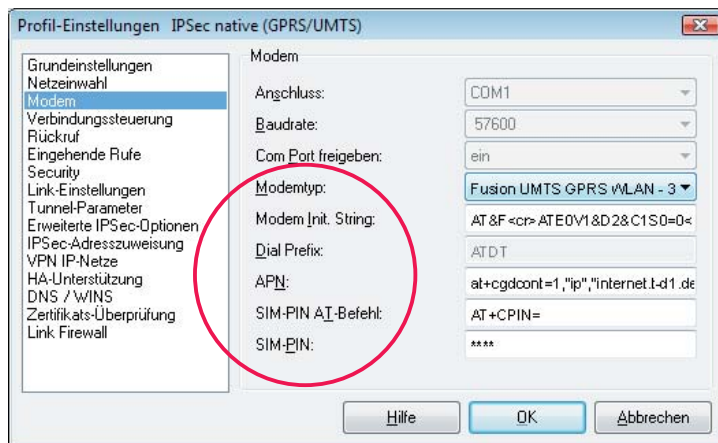 Profil-Einstellungen IPSec native (GPRS/UMTS)
Grundeinstellungen
Netzeinwahl
Modem
Verbindungssteuerung
Rückruf
Eingehende Rufe
Security
Link-Einstellungen
Tunnel-Parameter
Erweiterte IPSec-Optionen
IPSec-Adresszuweisung
VPN IP-Netze
HA-Unterstützung
DNS / WINS
Zertifikats-Überprüfung
Link Firewall
Modem
Anschluss: COM1
Baudrate: 57600
Com Port freigeben: ein
Modemtyp: Fusion UMTS GPRS WLAN - 3
Modem Init. String: AT&F<cr>ATE0V1&D2&C1S0=0<
Dial Prefix: ATDT
APN: at+cgdcont=1,"ip","internet.t-d1.de
SIM-PIN AT-Befehl: AT+CPIN=
SIM-PIN: ****
Hilfe OK Abbrechen